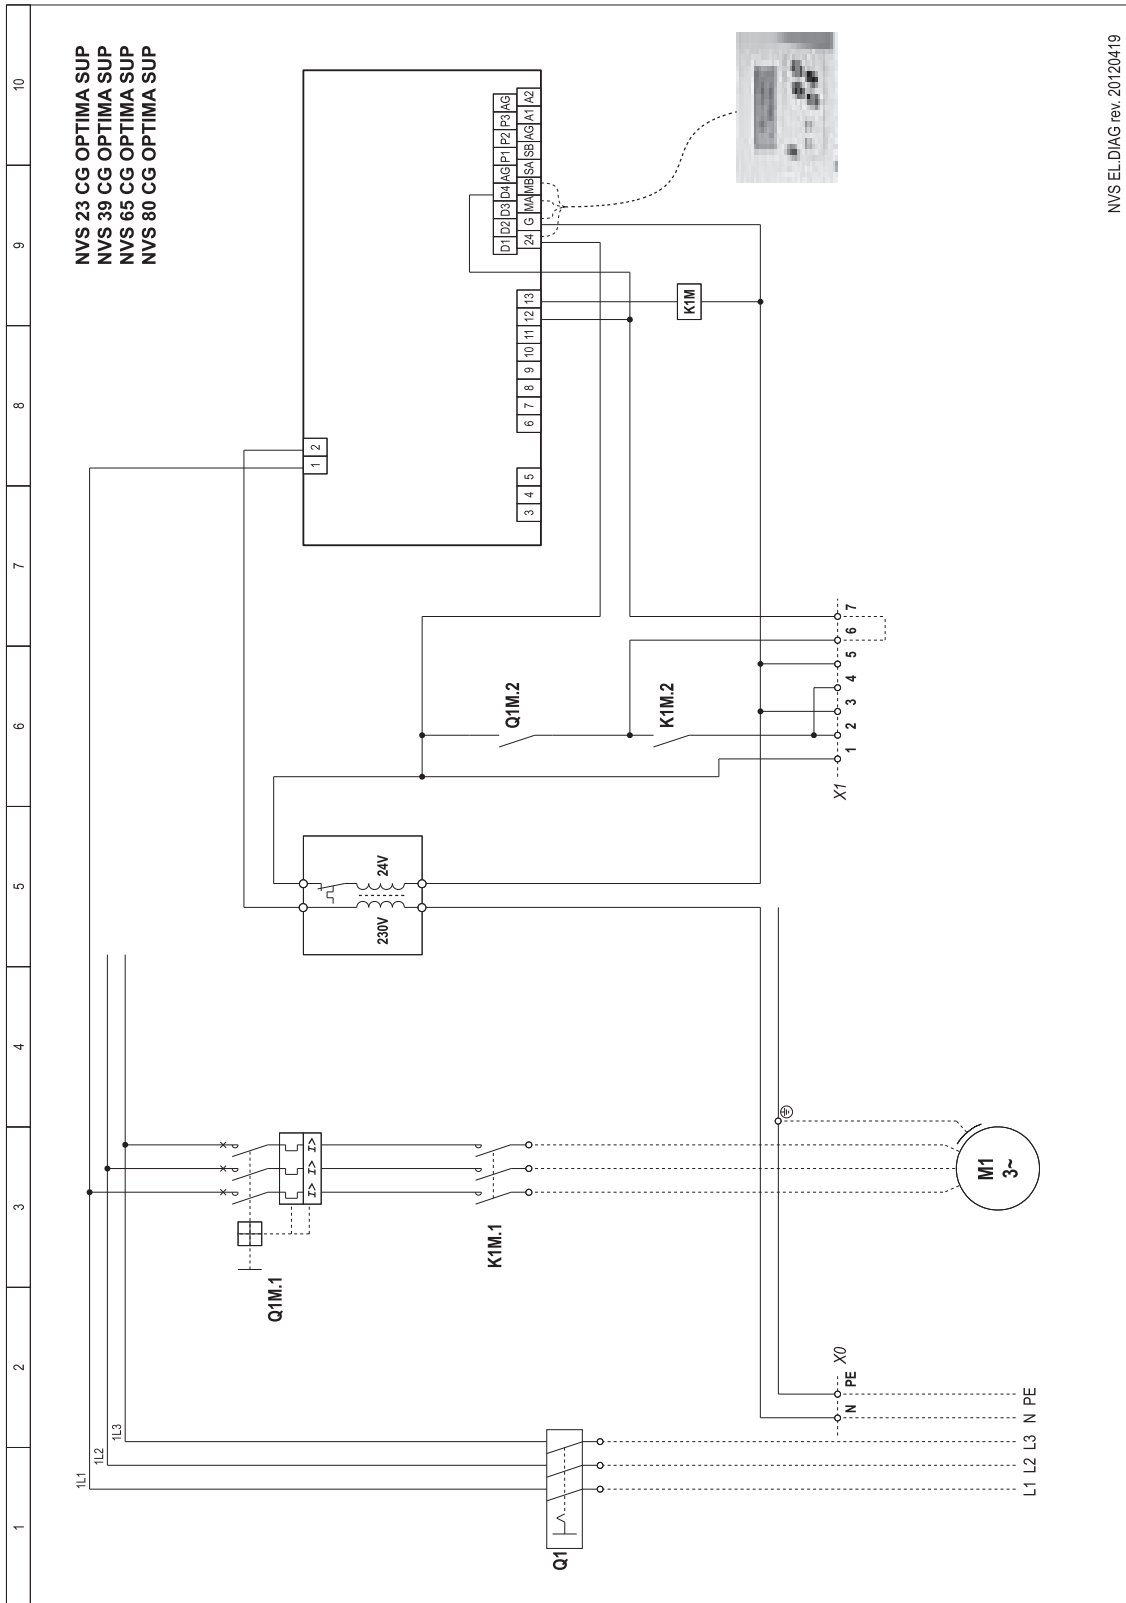 1 2 3 4 5 6 7 8 9 10
NVS 23 CG OPTIMA SUP
NVS 39 CG OPTIMA SUP
NVS 65 CG OPTIMA SUP
NVS 80 CG OPTIMA SUP
1L1
1L2
1L3
1 2
Q1M.1
I> I> I>
230V 24V
K1M.1
Q1M.2
K1M.2
3 4 5
6 7 8 9 10 11 12 13
D1 D2 D3 D4 AG P1 P2 P3 AG
24 G MA MB SA SB AG A1 A2
K1M
Q1
X0
N PE
X1
1 2 3 4 5 6 7
M1
3~
L1 L2 L3 N PE
NVS EL.DIAG rev. 20120419